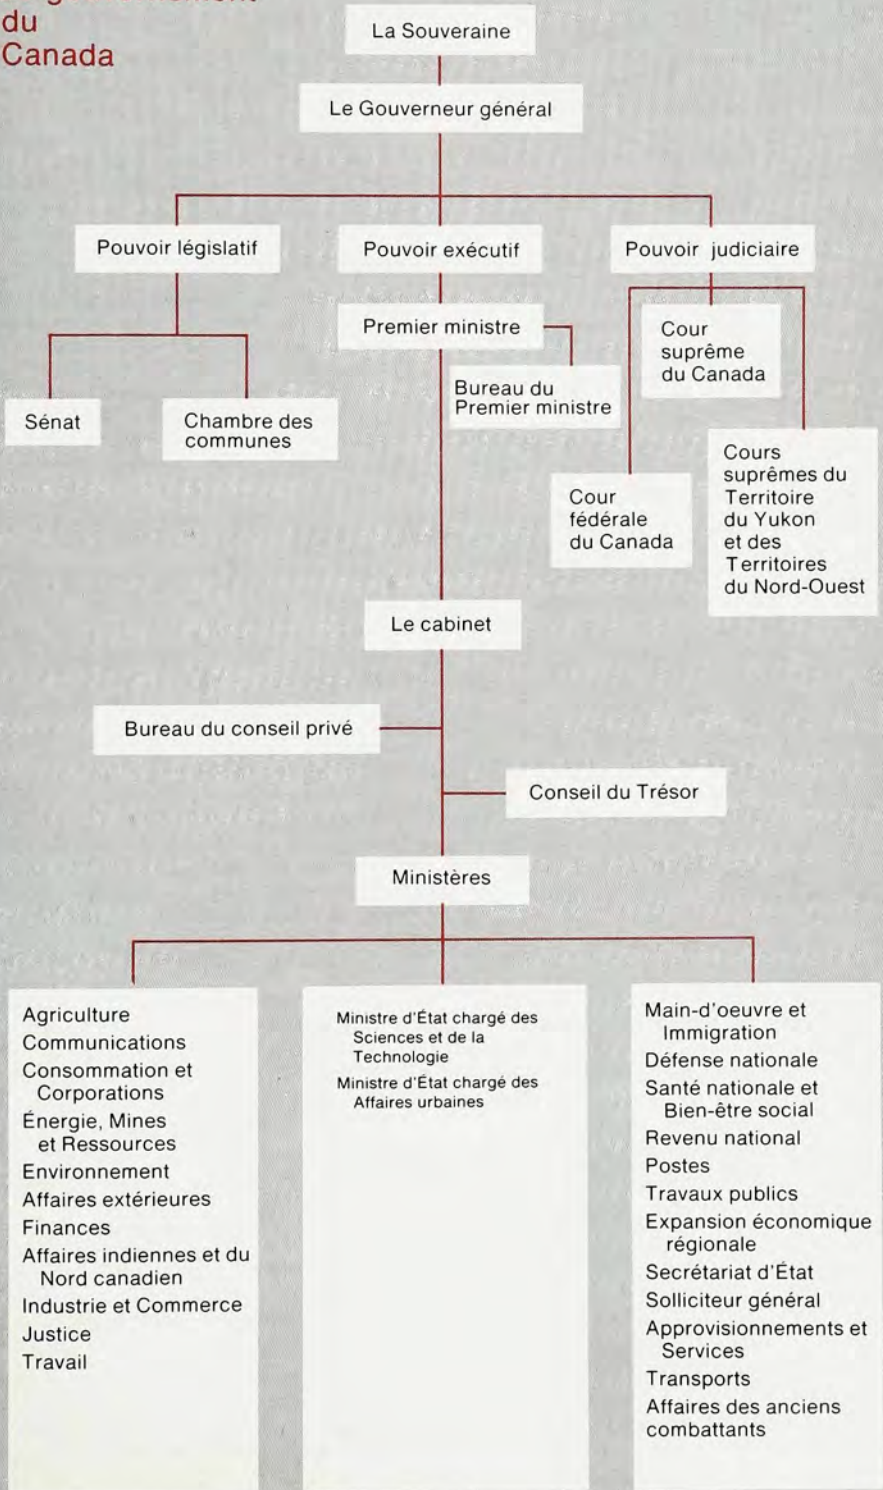 du
Canada
La Souveraine
Le Gouverneur général
Pouvoir législatif
Pouvoir exécutif
Pouvoir judiciaire
Premier ministre
Bureau du
Premier ministre
Cour
suprême
du Canada
Sénat
Chambre des
communes
Cour
fédérale
du Canada
Cours
suprêmes du
Territoire
du Yukon
et des
Territoires
du Nord-Ouest
Le cabinet
Bureau du conseil privé
Conseil du Trésor
Ministères
Agriculture
Communications
Consommation et
Corporations
Énergie, Mines
et Ressources
Environnement
Affaires extérieures
Finances
Affaires indiennes et du
Nord canadien
Industrie et Commerce
Justice
Travail
Ministre d'État chargé des
Sciences et de la
Technologie
Ministre d'État chargé des
Affaires urbaines
Main-d'oeuvre et
Immigration
Défense nationale
Santé nationale et
Bien-être social
Revenu national
Postes
Travaux publics
Expansion économique
régionale
Secrétariat d'État
Solliciteur général
Approvisionnements et
Services
Transports
Affaires des anciens
combattants